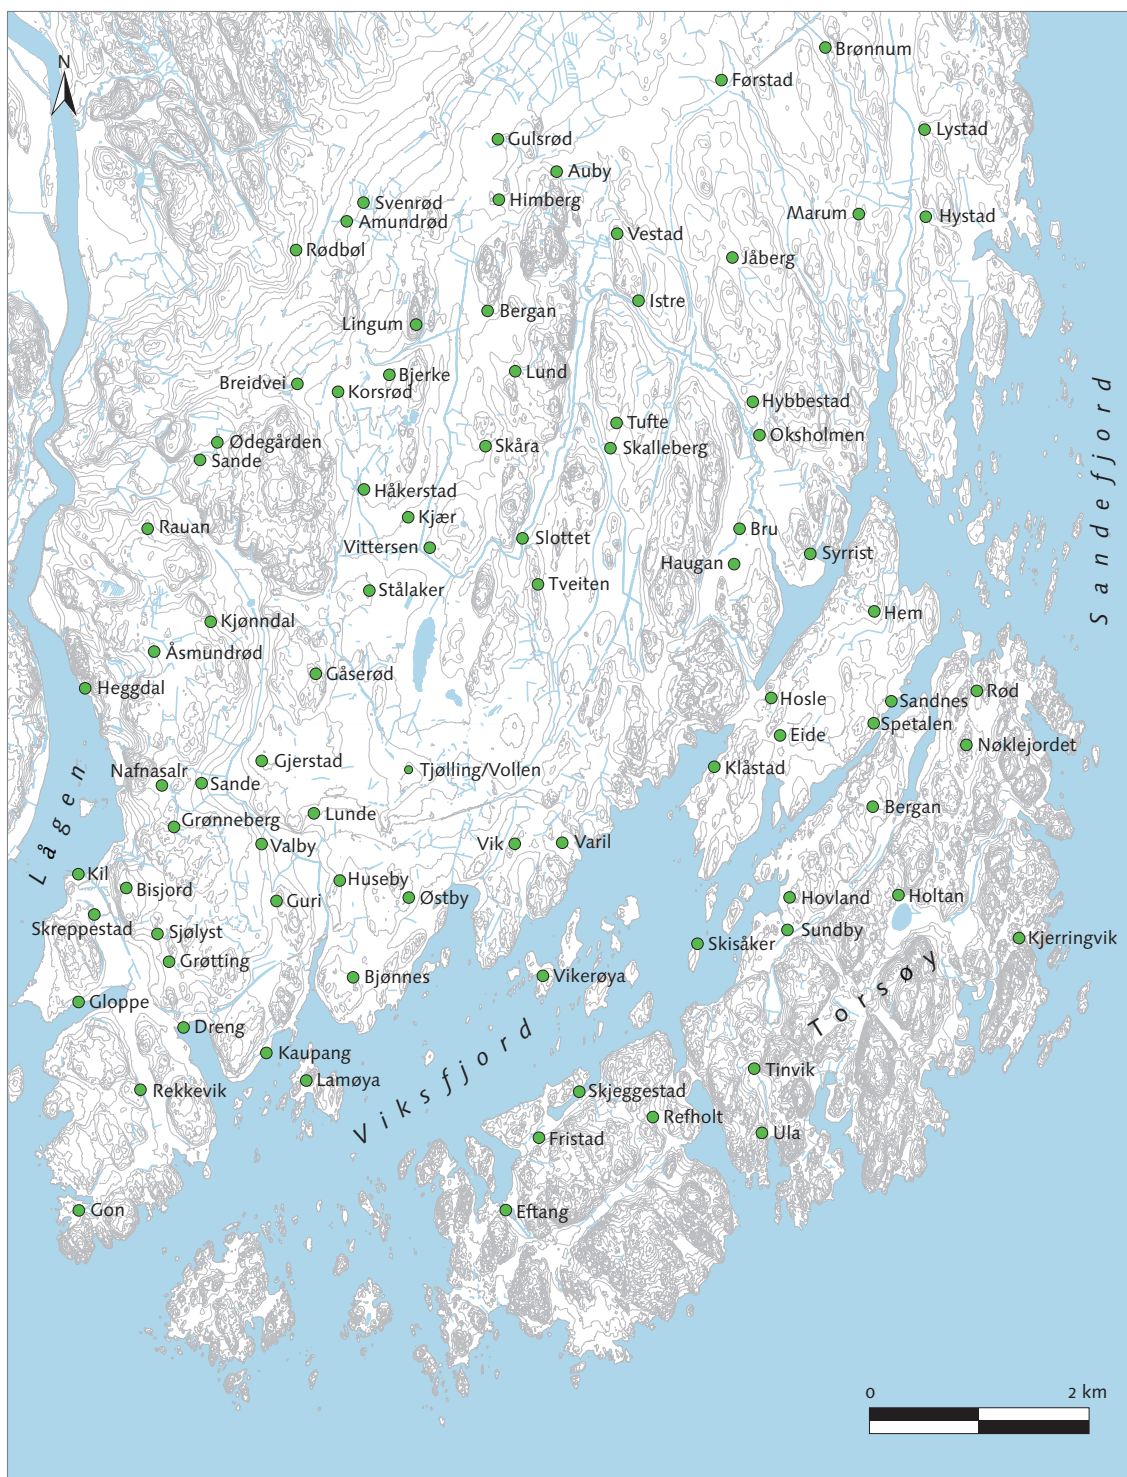 Brønnum
N
Førstad
Lystad
Gulsrød
Auby
Himberg
Svenrød
Amundrød
Marum
Hystad
Vestad
Rødbøl
Jåberg
Istre
Bergan
Lingum
Lund
Bjerke
Breidvei
Korsrød
Hybbestad
Tufte
Oksholmen
Ødegården
Skåra
Skalleberg
Sande
Håkerstad
Kjær
Rauan
Bru
Slottet
Vittersen
Syrrist
Haugan
Sandefjord
Tveiten
Stålaker
Hem
Kjønndal
Åsmundrød
Gåserød
Heggdal
Rød
Hosle
Sandnes
Spetalen
Eide
Nøklejordet
Gjerstad
Klåstad
Tjølling/Vollen
Nafnasalr
Sande
Bergan
Lunde
Grønneberg
Lågen
Valby
Vik
Varil
Kil
Huseby
Bisjord
Østby
Hovland
Holtan
Guri
Skreppestad
Sjølyst
Sundby
Kjerringvik
Skisåker
Grøtting
Bjønnes
Vikerøya
Torsøy
Gloppe
Dreng
Kaupang
Tinvik
Lamøya
Viksfjord
Rekkevik
Skjeggestad
Refholt
Ula
Fristad
Gon
Eftang
0 2 km